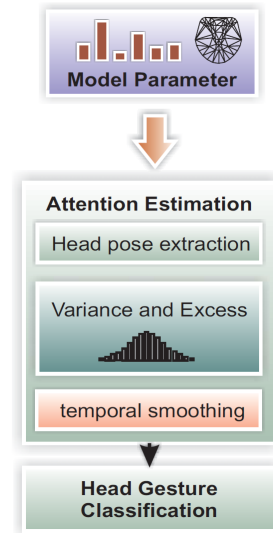 Model Parameter
Attention Estimation
Head pose extraction
Variance and Excess
temporal smoothing
Head Gesture
Classification